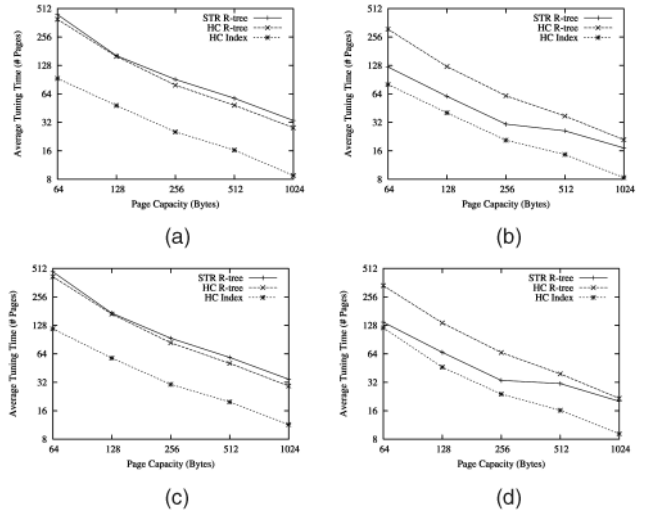 512
256
128
64
32
16
8
Average Tuning Time (# Pages)
STR R-tree
HC R-tree
HC Index
64 128 256 512 1024
Page Capacity (Bytes)
(a)
512
256
128
64
32
16
8
Average Tuning Time (# Pages)
STR R-tree
HC R-tree
HC Index
64 128 256 512 1024
Page Capacity (Bytes)
(b)
512
256
128
64
32
16
8
Average Tuning Time (# Pages)
STR R-tree
HC R-tree
HC Index
64 128 256 512 1024
Page Capacity (Bytes)
(c)
512
256
128
64
32
16
8
Average Tuning Time (# Pages)
STR R-tree
HC R-tree
HC Index
64 128 256 512 1024
Page Capacity (Bytes)
(d)